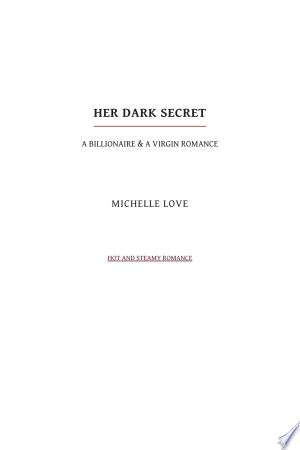 HER DARK SECRET
A BILLIONAIRE & A VIRGIN ROMANCE
MICHELLE LOVE
HOT AND STEAMY ROMANCE